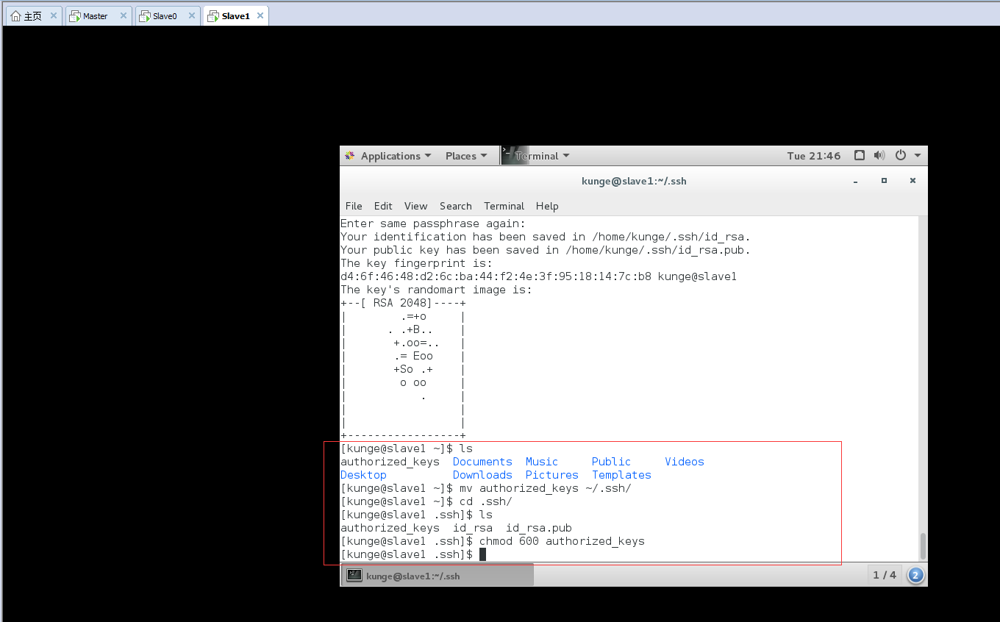 主页 Master Slave0 Slave1
Applications Places Terminal Tue 21:46
kunge@slave1:~/.ssh
File Edit View Search Terminal Help
Enter same passphrase again:
Your identification has been saved in /home/kunge/.ssh/id_rsa.
Your public key has been saved in /home/kunge/.ssh/id_rsa.pub.
The key fingerprint is:
d4:6f:46:48:d2:6c:ba:44:f2:4e:3f:95:18:14:7c:b8 kunge@slave1
The key's randomart image is:
+--[ RSA 2048]----+
|        .=+o     |
|      . .+B..    |
|       +.oo=..   |
|       .= Eoo    |
|       +So .+    |
|        o oo     |
|           .     |
|                 |
|                 |
+-----------------+
[kunge@slave1 ~]$ ls
authorized_keys  Documents  Music     Public     Videos
Desktop          Downloads  Pictures  Templates
[kunge@slave1 ~]$ mv authorized_keys ~/.ssh/
[kunge@slave1 ~]$ cd .ssh/
[kunge@slave1 .ssh]$ ls
authorized_keys  id_rsa  id_rsa.pub
[kunge@slave1 .ssh]$ chmod 600 authorized_keys
[kunge@slave1 .ssh]$
kunge@slave1:~/.ssh 1 / 4 2